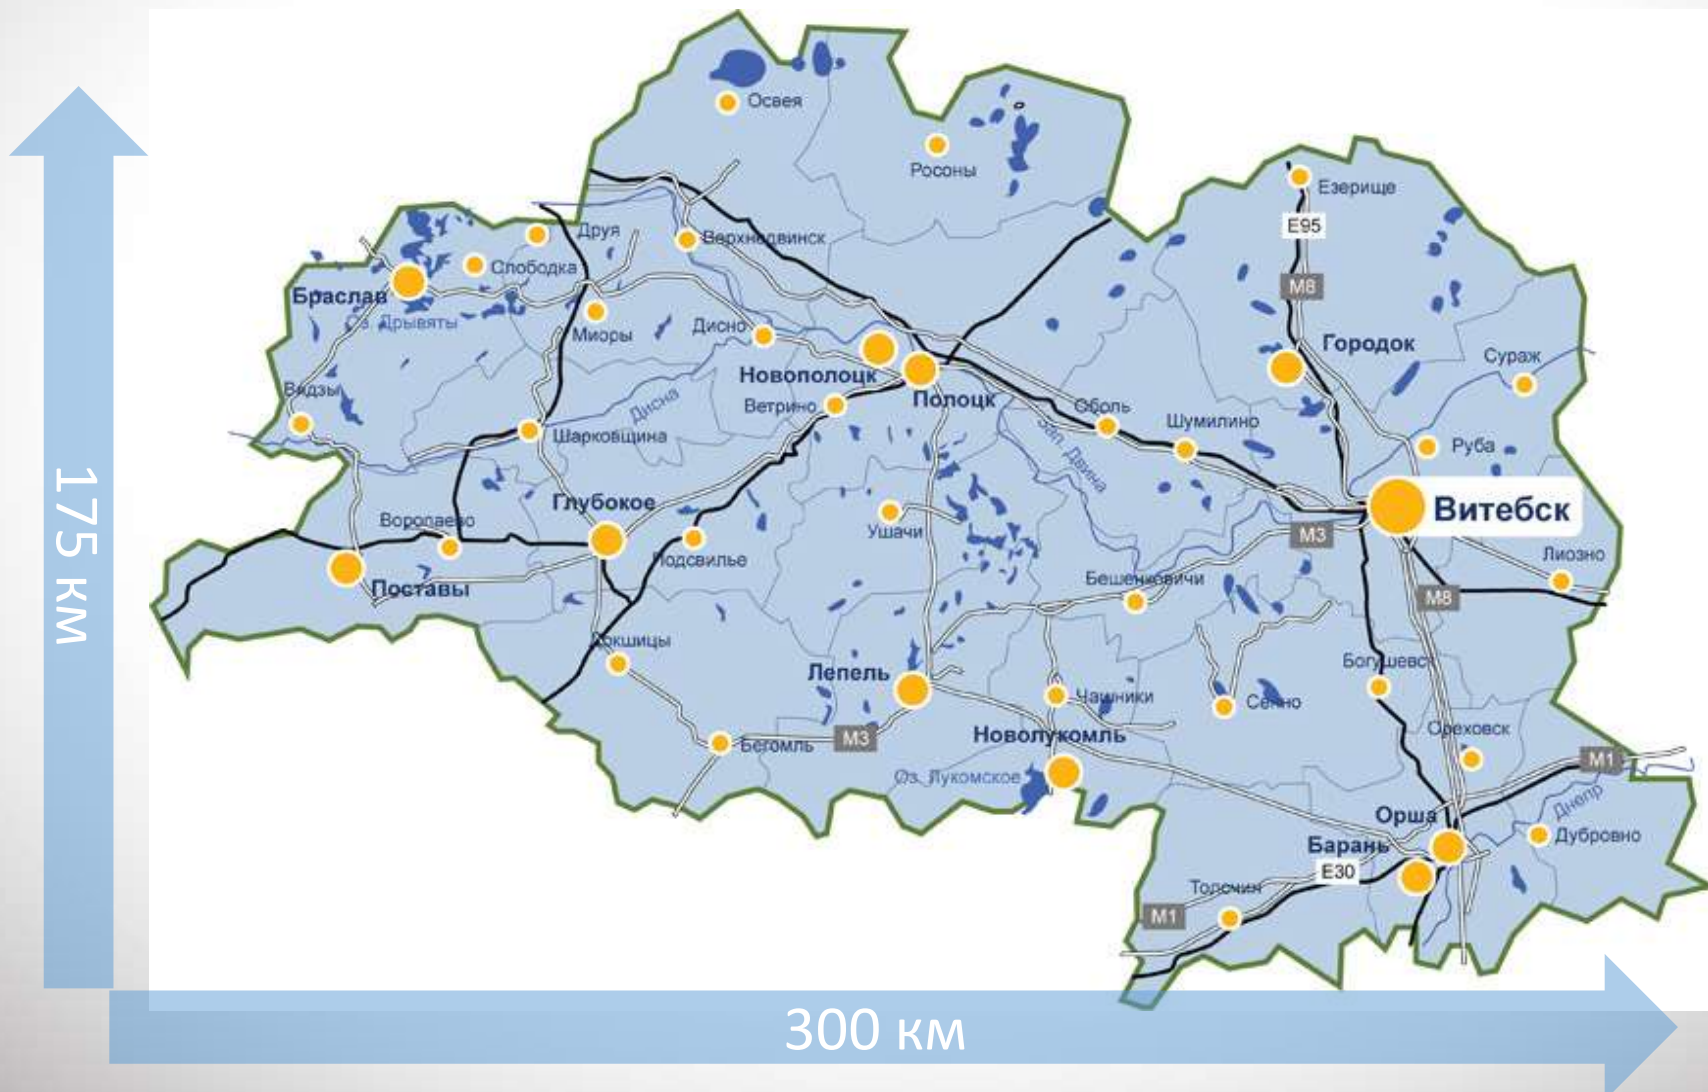 Освея
Росоны
Езерище
E95
Друя
Верхнедвинск
Слободка
M8
Браслав
Оз. Дрывяты
Миоры
Дисно
Городок
Сураж
Новополоцк
Видзы
Ветрино
Полоцк
Дисна
Оболь
Шумилино
Шарковщина
Руба
Зап. Двина
Глубокое
Витебск
Воропаево
Ушачи
M3
Подсвилье
Лиозно
Поставы
Бешенковичи
M8
Докшицы
Богушевск
Лепель
Чашники
Сенно
Ореховск
Новолукомль
Бегомль
M3
M1
Оз. Лукомское
Днепр
Орша
Дубровно
Барань
E30
Толочин
M1
175 км
300 км